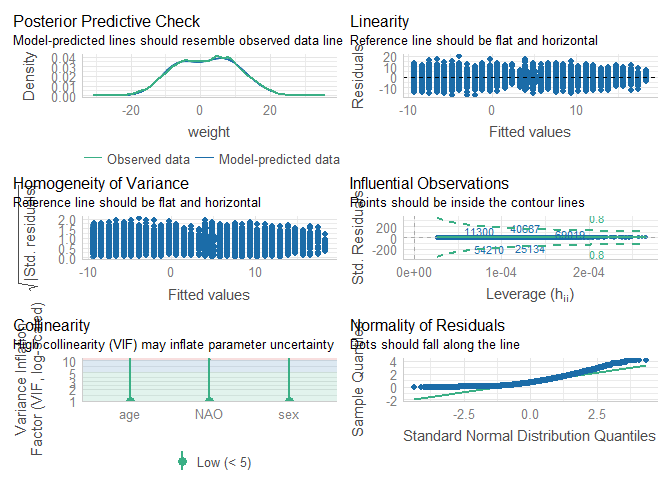 Posterior Predictive Check
Model-predicted lines should resemble observed data line
Density
0.04
0.03
0.02
0.01
0.00
-20
0
20
weight
Observed data
Model-predicted data
Linearity
Reference line should be flat and horizontal
Residuals
20
10
0
-10
-10
0
10
Fitted values
Homogeneity of Variance
Reference line should be flat and horizontal
√|Std. residuals|
2.0
1.5
1.0
0.5
0.0
-10
0
10
Fitted values
Influential Observations
Points should be inside the contour lines
Std. Residuals
200
0
-200
0.8
11300
40687
54210
25134
0.8
0e+00
1e-04
2e-04
Leverage (hii)
Collinearity
High collinearity (VIF) may inflate parameter uncertainty
Variance Inflation
Factor (VIF, log-scaled)
10
5
3
2
1
age
NAO
sex
Low (< 5)
Normality of Residuals
Dots should fall along the line
Sample Quantiles
4
2
0
-2
-2.5
0.0
2.5
Standard Normal Distribution Quantiles